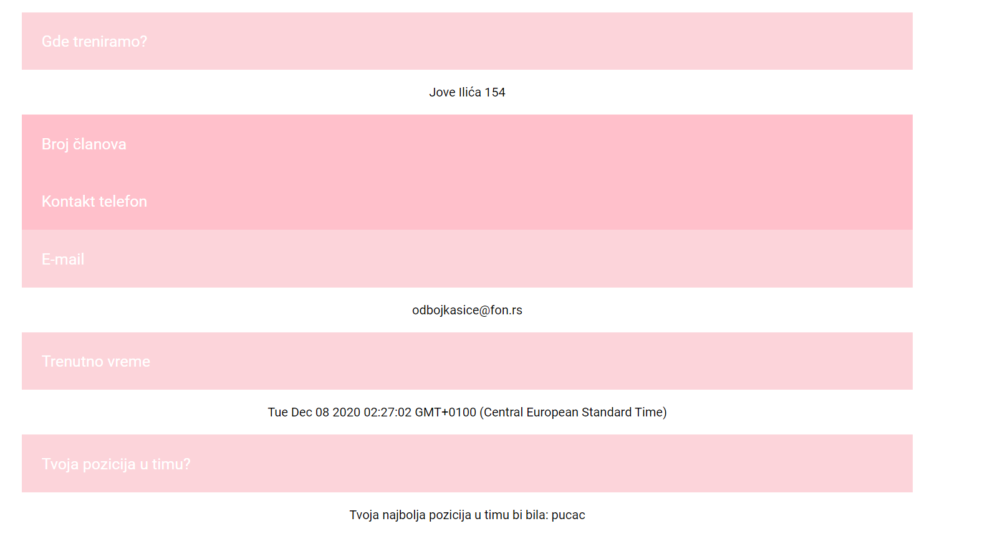 Gde treniramo?
Jove Ilića 154
Broj članova
Kontakt telefon
E-mail
odbojkasice@fon.rs
Trenutno vreme
Tue Dec 08 2020 02:27:02 GMT+0100 (Central European Standard Time)
Tvoja pozicija u timu?
Tvoja najbolja pozicija u timu bi bila: pucac